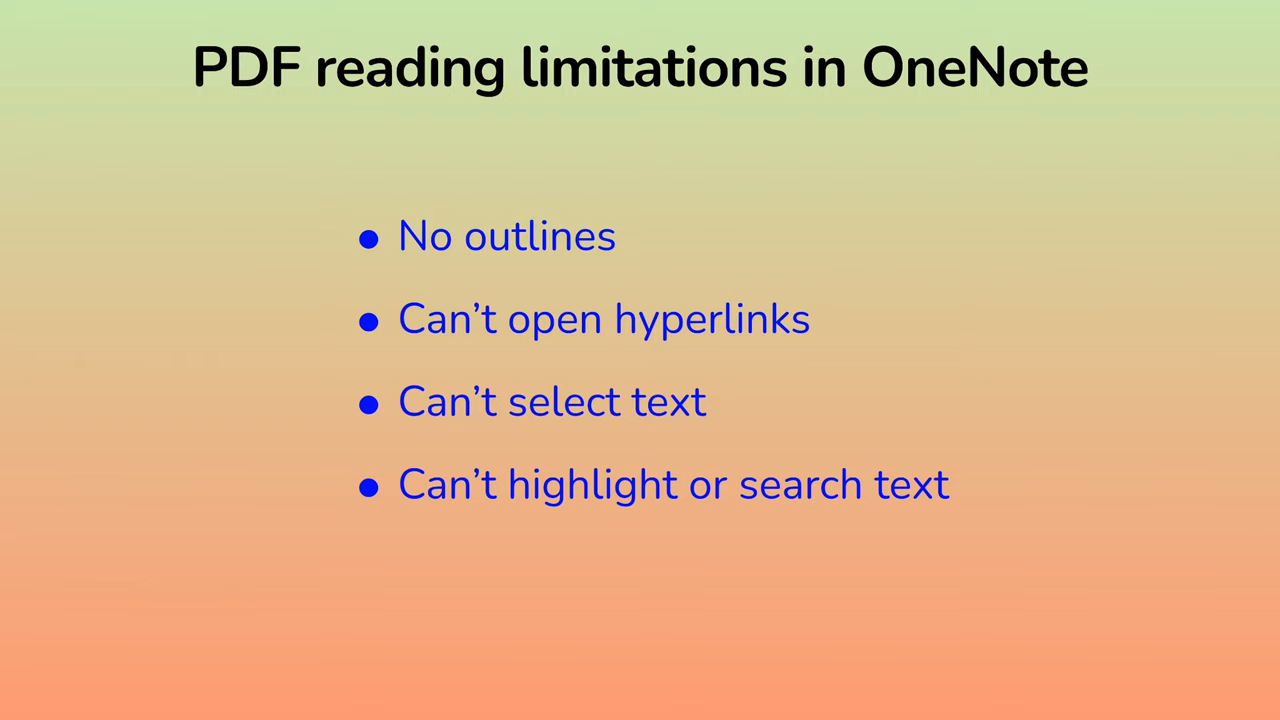 PDF reading limitations in OneNote
● No outlines
● Can’t open hyperlinks
● Can’t select text
● Can’t highlight or search text